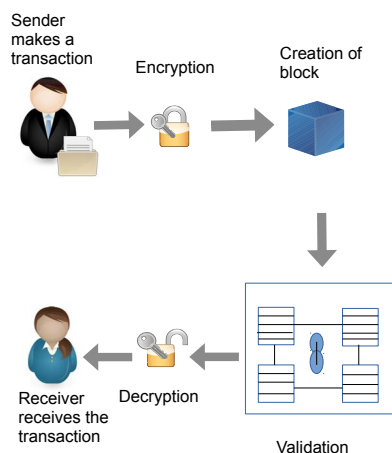 Sender
makes a
transaction
Encryption
Creation of
block
Receiver
receives the
transaction
Decryption
Validation